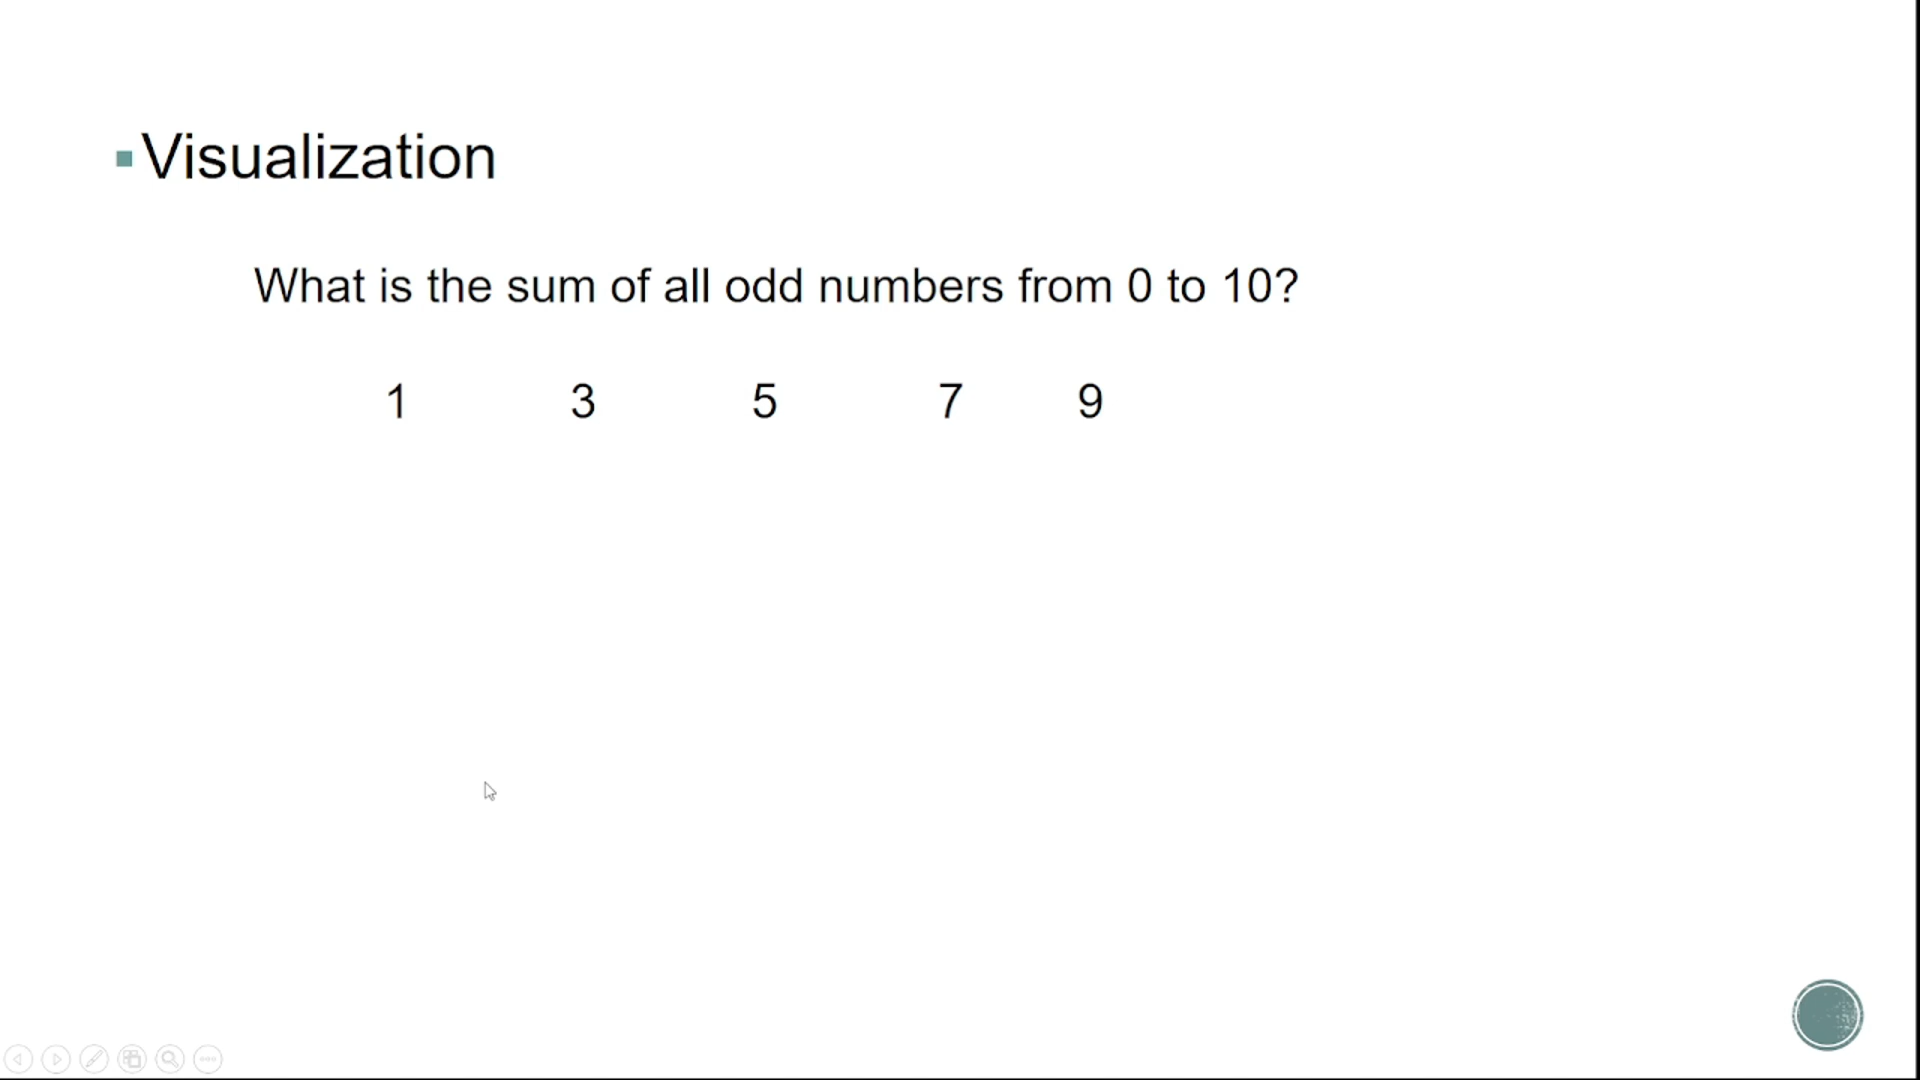 Visualization
What is the sum of all odd numbers from 0 to 10?
1 3 5 7 9